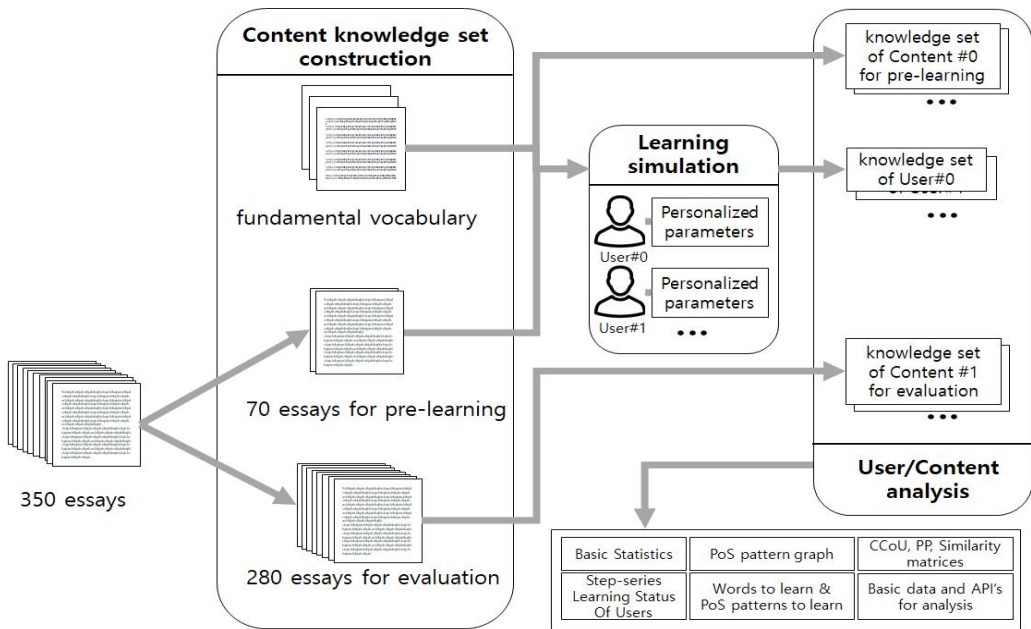 Content knowledge set
construction
fundamental vocabulary
350 essays
70 essays for pre-learning
280 essays for evaluation
Learning
simulation
Personalized
parameters
User#0
Personalized
parameters
User#1
...
knowledge set
of Content #0
for pre-learning
...
knowledge set
of User#0
...
knowledge set
of Content #1
for evaluation
...
User/Content
analysis
Basic Statistics
PoS pattern graph
CCoU, PP, Similarity
matrices
Step-series
Learning Status
Of Users
Words to learn &
PoS patterns to learn
Basic data and API's
for analysis